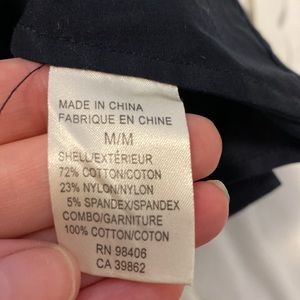 MADE IN CHINA
FABRIQUE EN CHINE
M/M
SHELL/EXTÉRIEUR
72% COTTON/COTON
23% NYLON/NYLON
5% SPANDEX/SPANDEX
COMBO/GARNITURE
100% COTTON/COTON
RN 98406
CA 39862